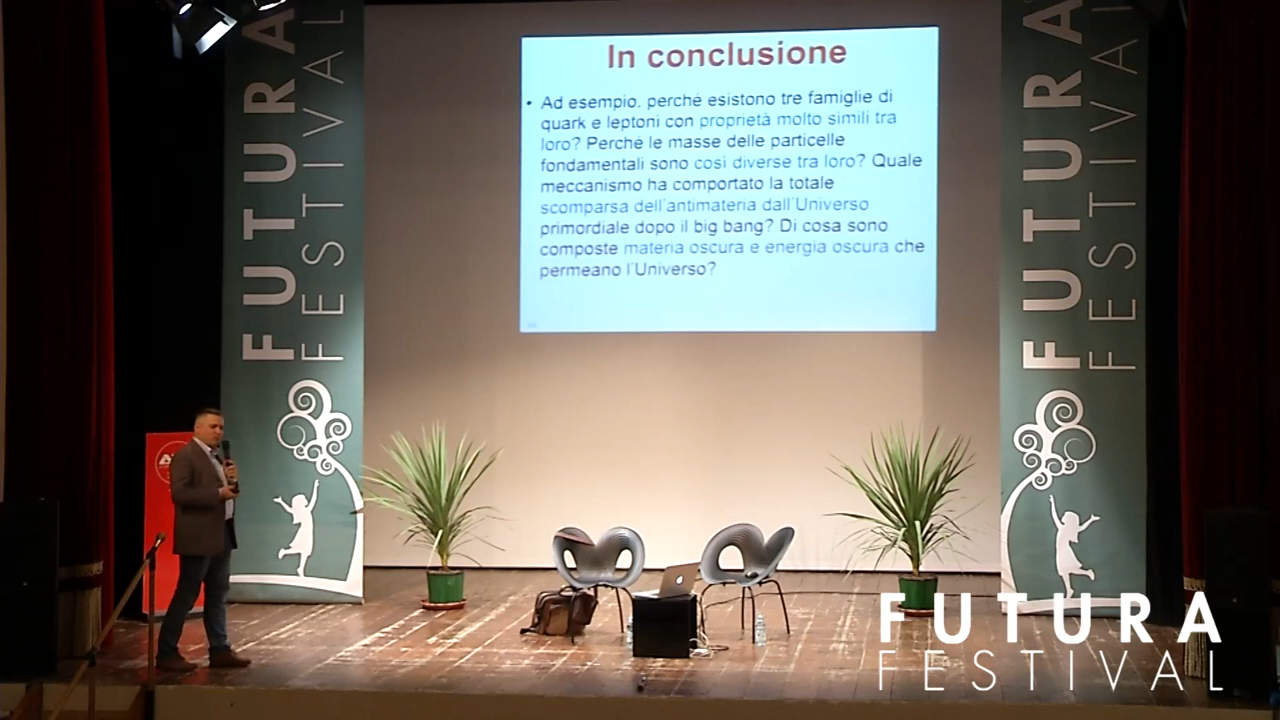 FUTURA
FESTIVAL
In conclusione
• Ad esempio, perché esistono tre famiglie di
quark e leptoni con proprietà molto simili tra
loro? Perché le masse delle particelle
fondamentali sono così diverse tra loro? Quale
meccanismo ha comportato la totale
scomparsa dell'antimateria dall'Universo
primordiale dopo il big bang? Di cosa sono
composte materia oscura e energia oscura che
permeano l'Universo?
FUTURA
FESTIVAL
FUTURA
FESTIVAL